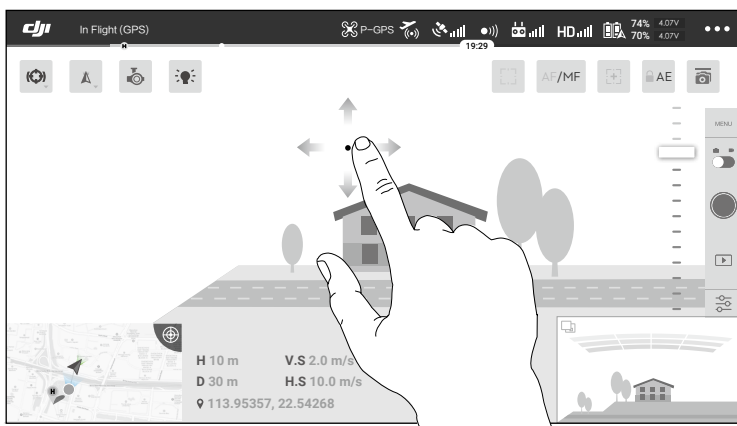 dji In Flight (GPS) P-GPS HD 74% 4.07V
70% 4.07V
H
19:29
AF/MF AE
MENU
H 10 m V.S 2.0 m/s
D 30 m H.S 10.0 m/s
113.95357, 22.54268
H